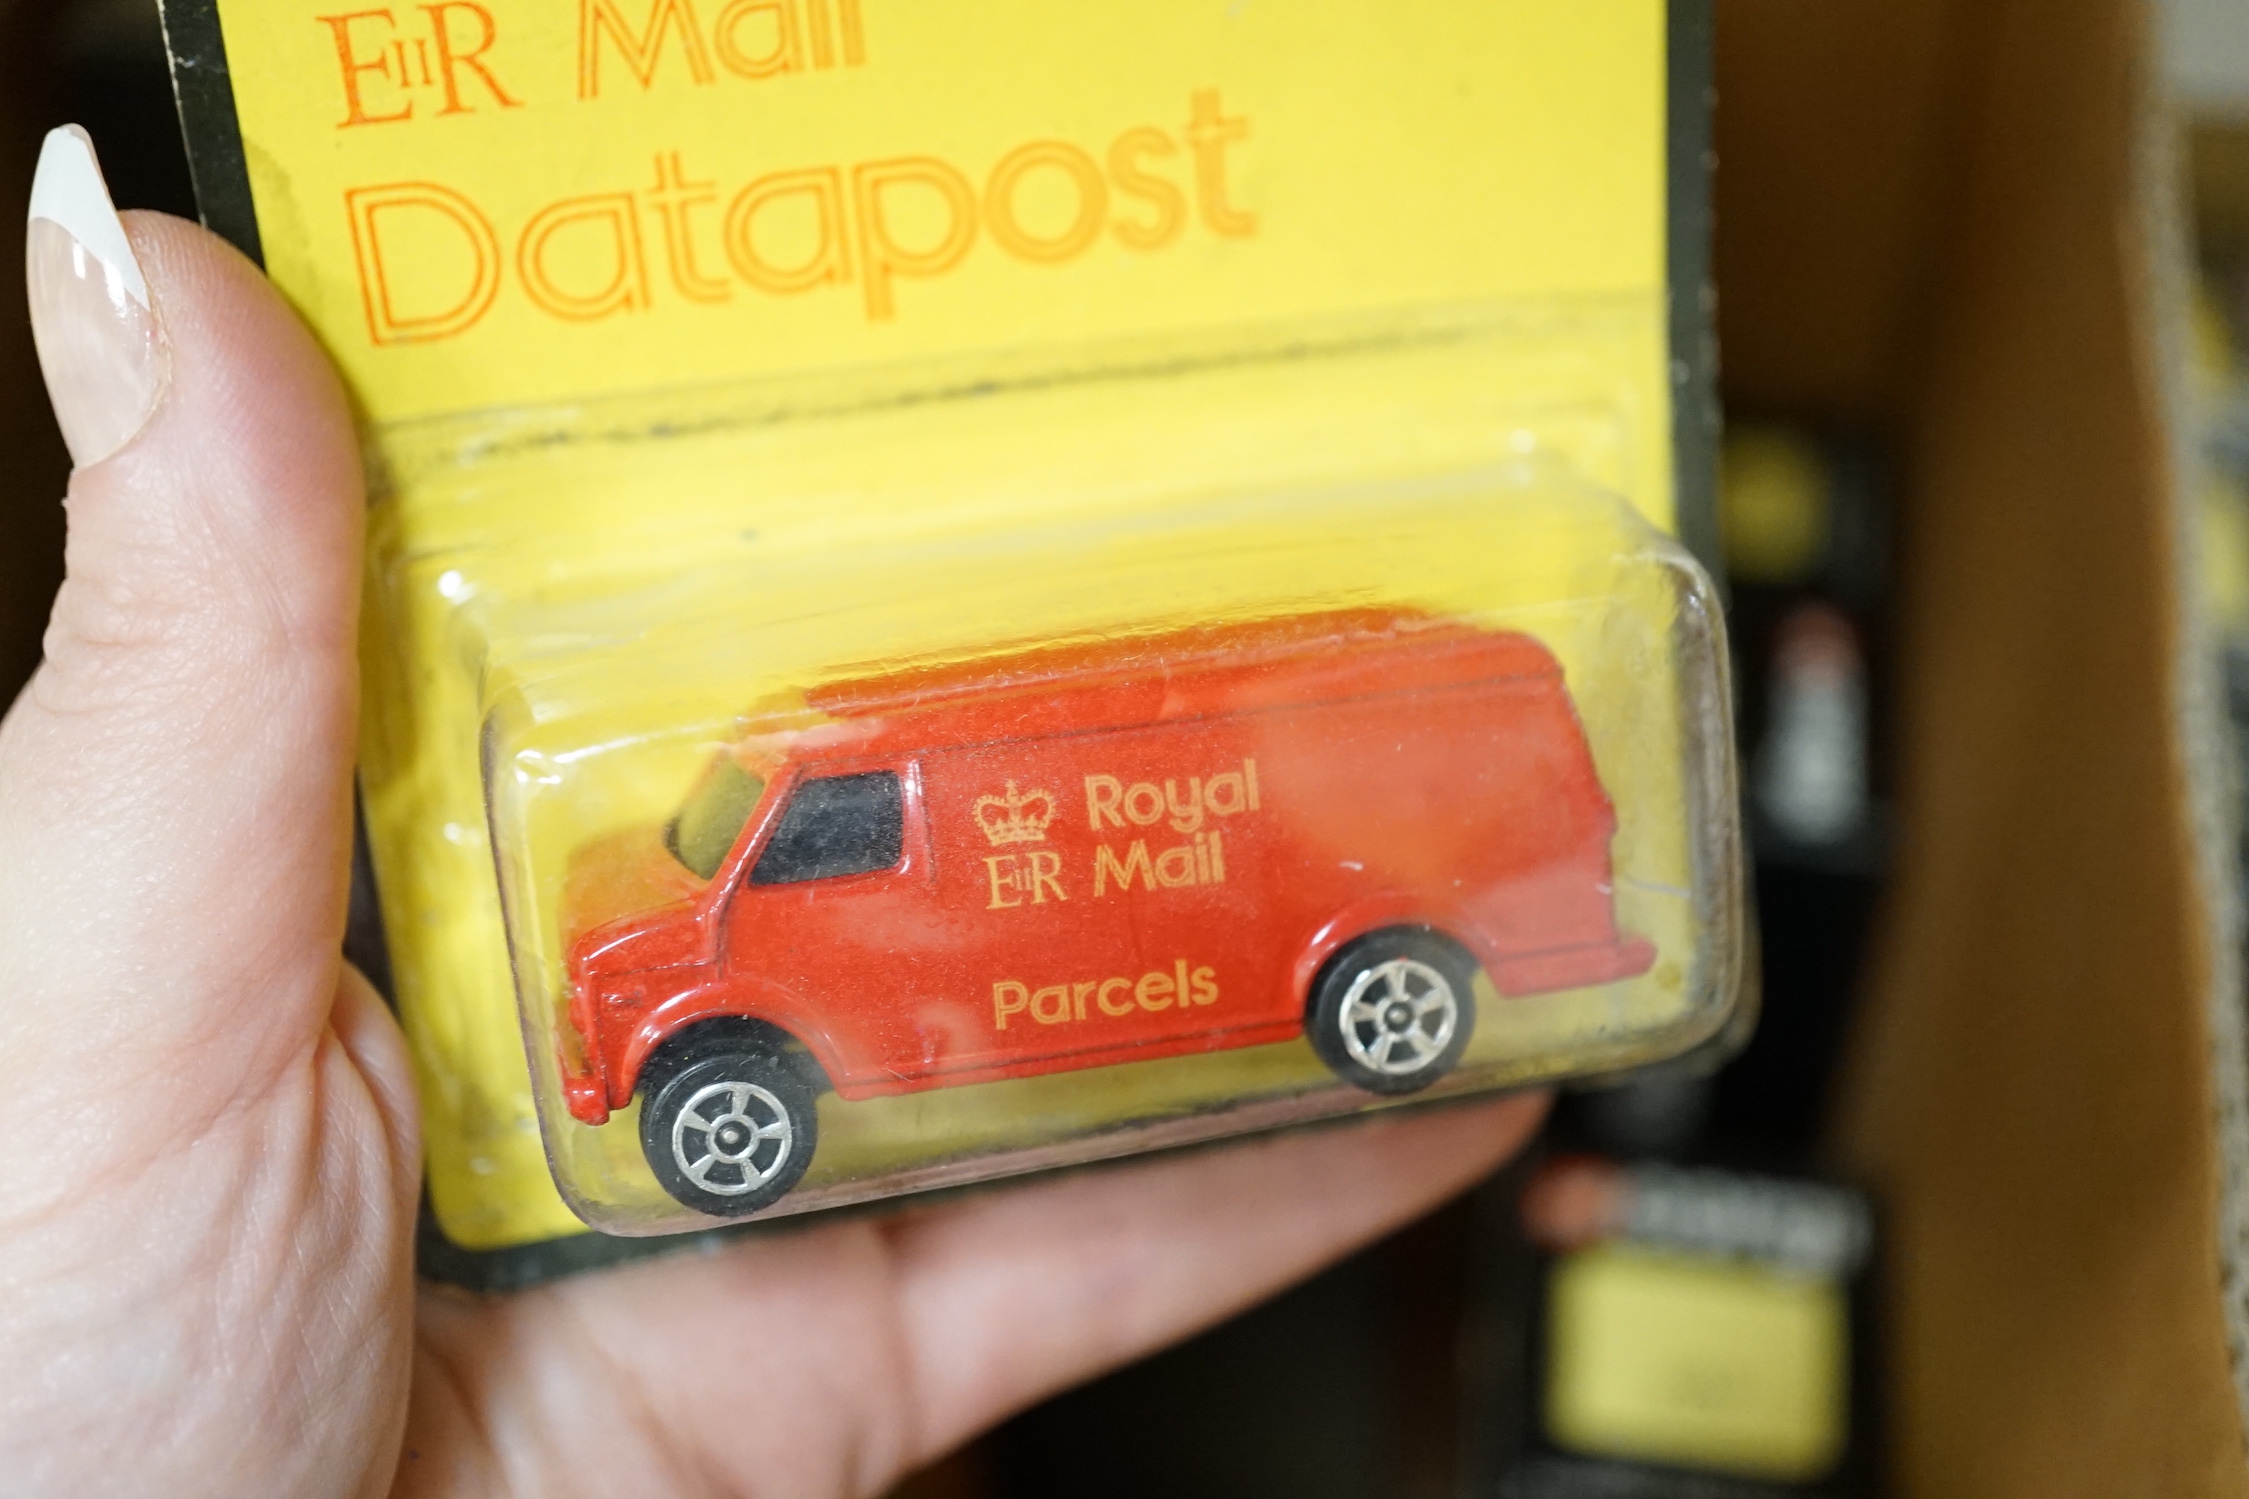 EIIR Mail
Datapost
Royal
EIIR Mail
Parcels